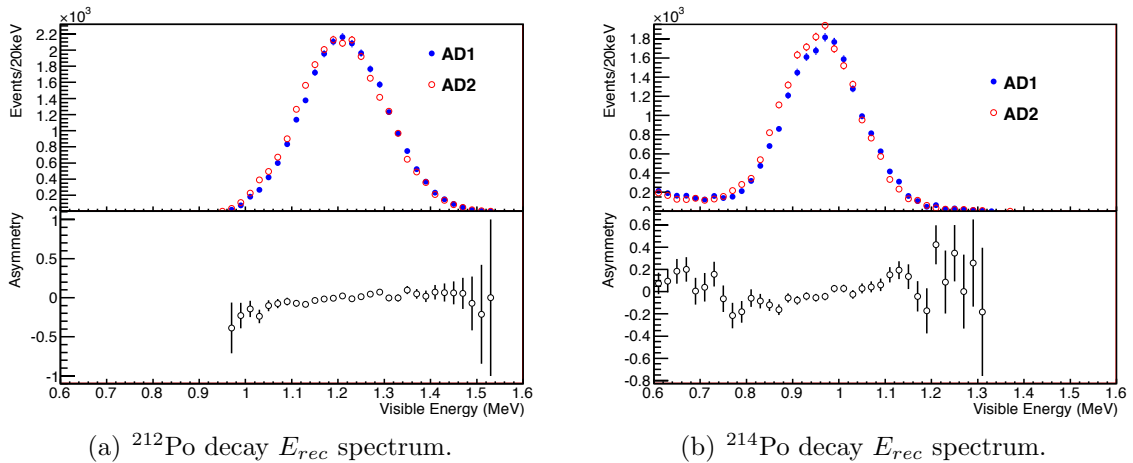 ×10³
Events/20keV
2.2
2
1.8
1.6
1.4
1.2
1
0.8
0.6
0.4
0.2
AD1
AD2
Asymmetry
1
0.5
0
-0.5
-1
0.6 0.7 0.8 0.9 1 1.1 1.2 1.3 1.4 1.5 1.6
Visible Energy (MeV)
(a) ²¹²Po decay E_rec spectrum.
×10³
Events/20keV
1.8
1.6
1.4
1.2
1
0.8
0.6
0.4
0.2
0
AD1
AD2
Asymmetry
0.6
0.4
0.2
0
-0.2
-0.4
-0.6
-0.8
0.6 0.7 0.8 0.9 1 1.1 1.2 1.3 1.4 1.5 1.6
Visible Energy (MeV)
(b) ²¹⁴Po decay E_rec spectrum.